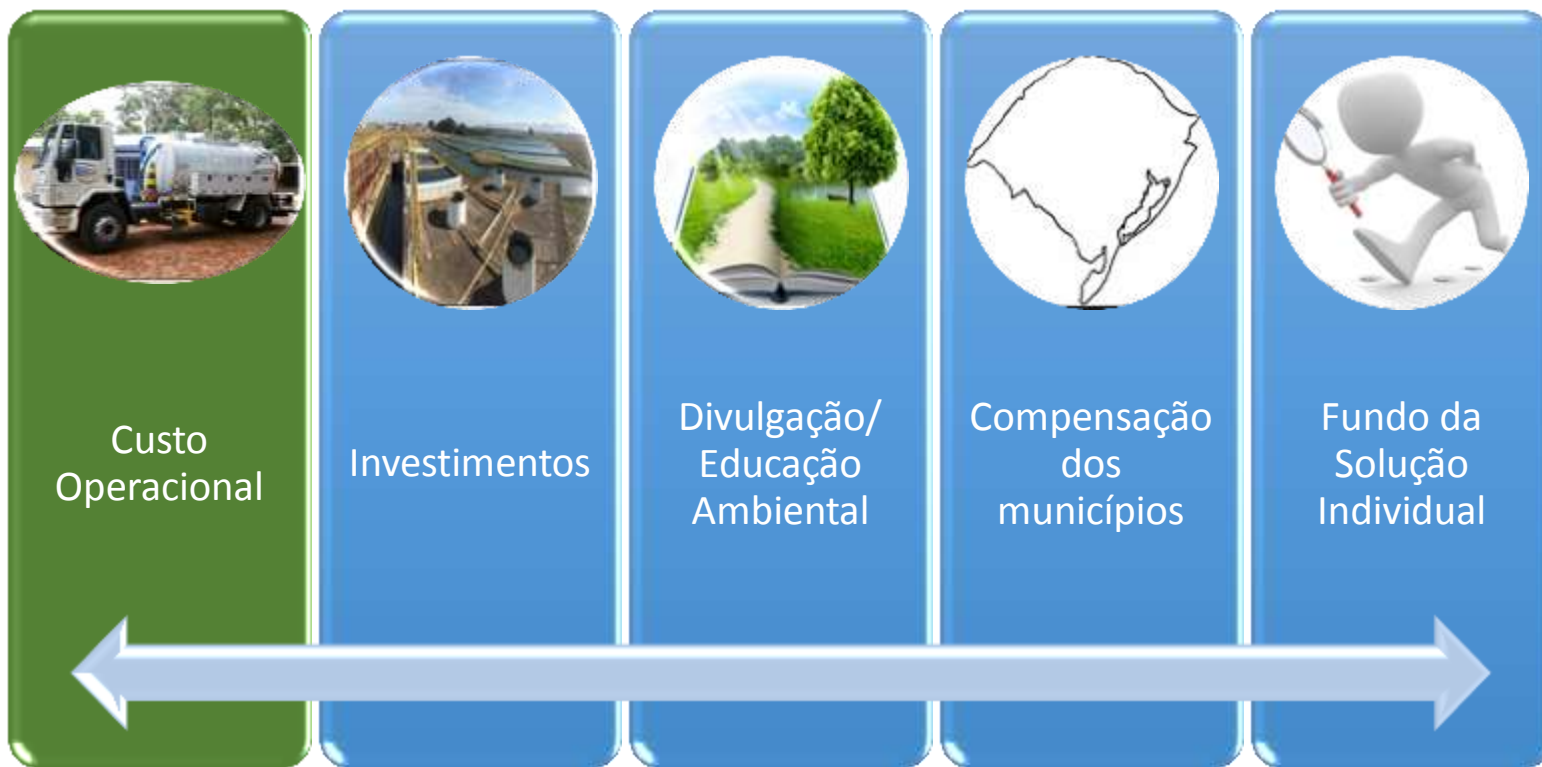 Custo
Operacional
Investimentos
Divulgação/
Educação
Ambiental
Compensação
dos
municípios
Fundo da
Solução
Individual